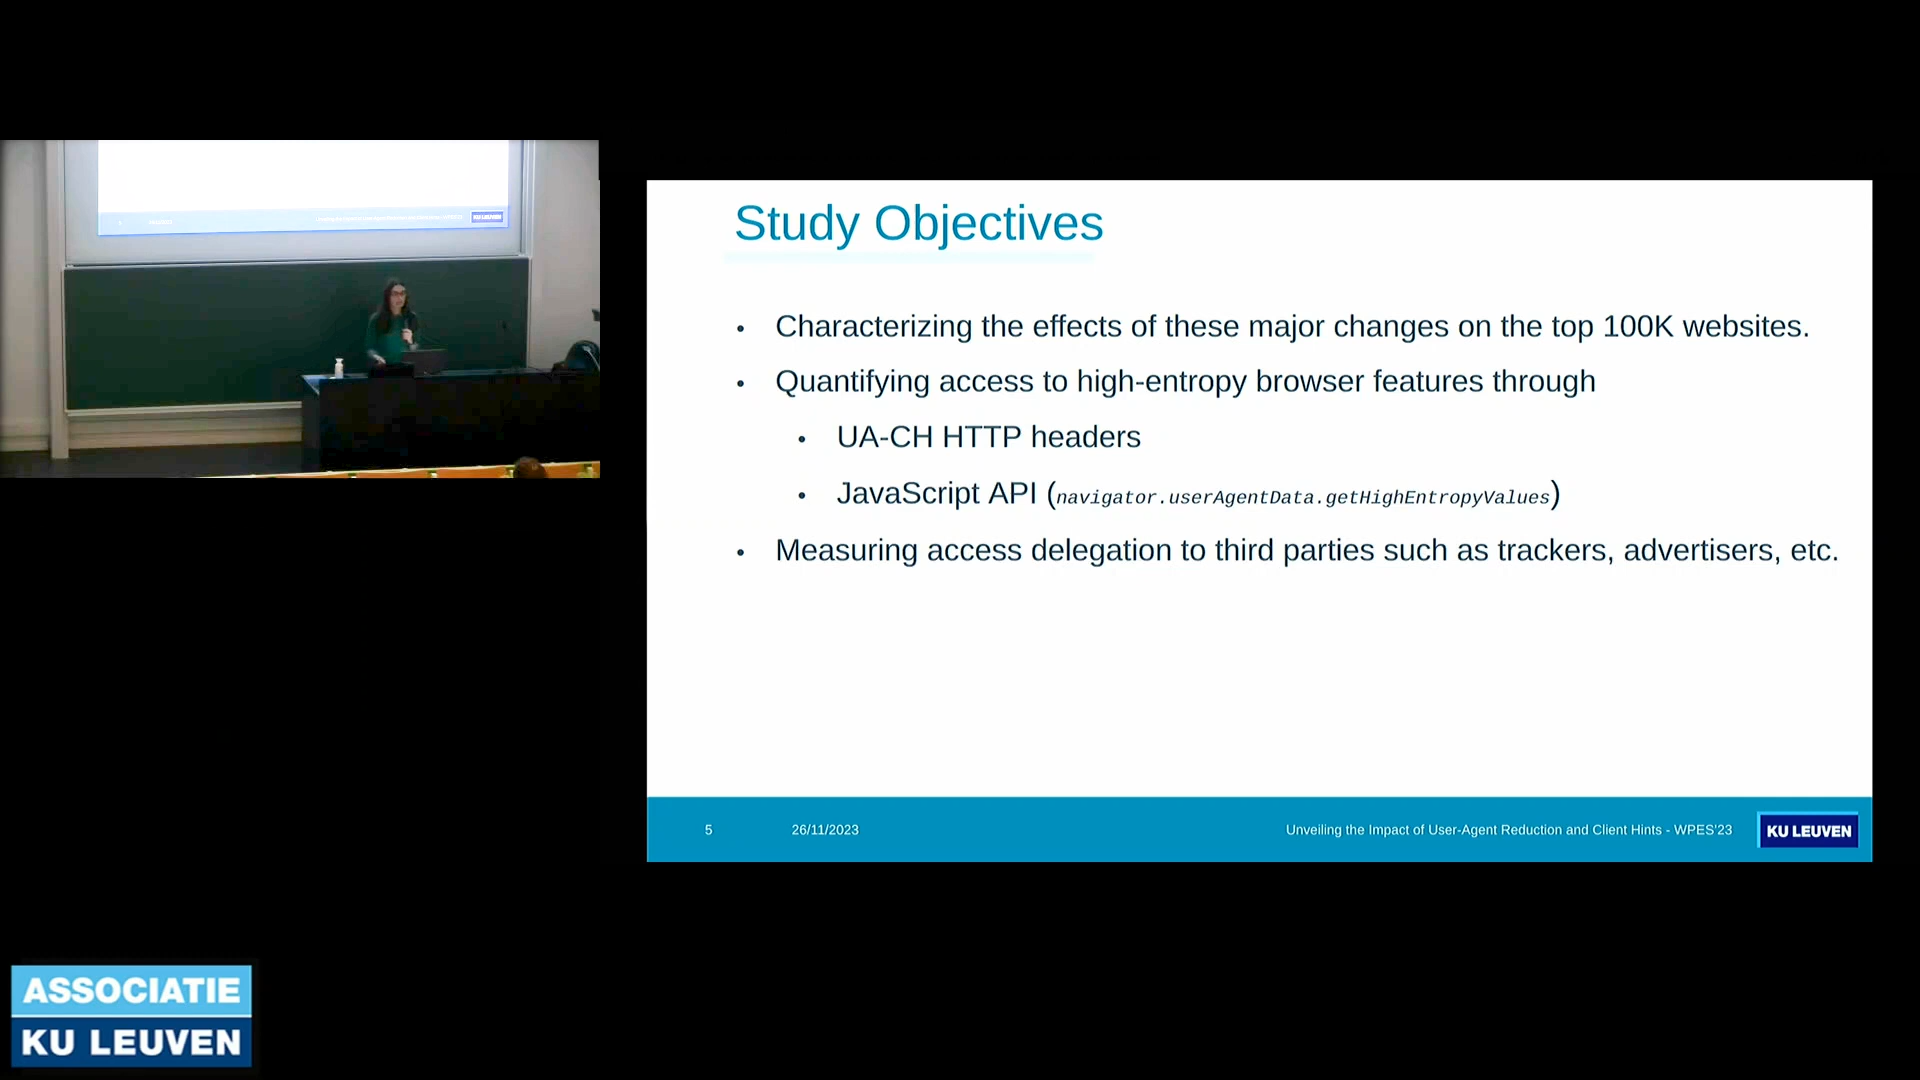 Study Objectives
• Characterizing the effects of these major changes on the top 100K websites.
• Quantifying access to high-entropy browser features through
• UA-CH HTTP headers
• JavaScript API (navigator.userAgentData.getHighEntropyValues)
• Measuring access delegation to third parties such as trackers, advertisers, etc.
5 26/11/2023 Unveiling the Impact of User-Agent Reduction and Client Hints - WPES'23 KU LEUVEN
KU LEUVEN
ASSOCIATIE
KU LEUVEN